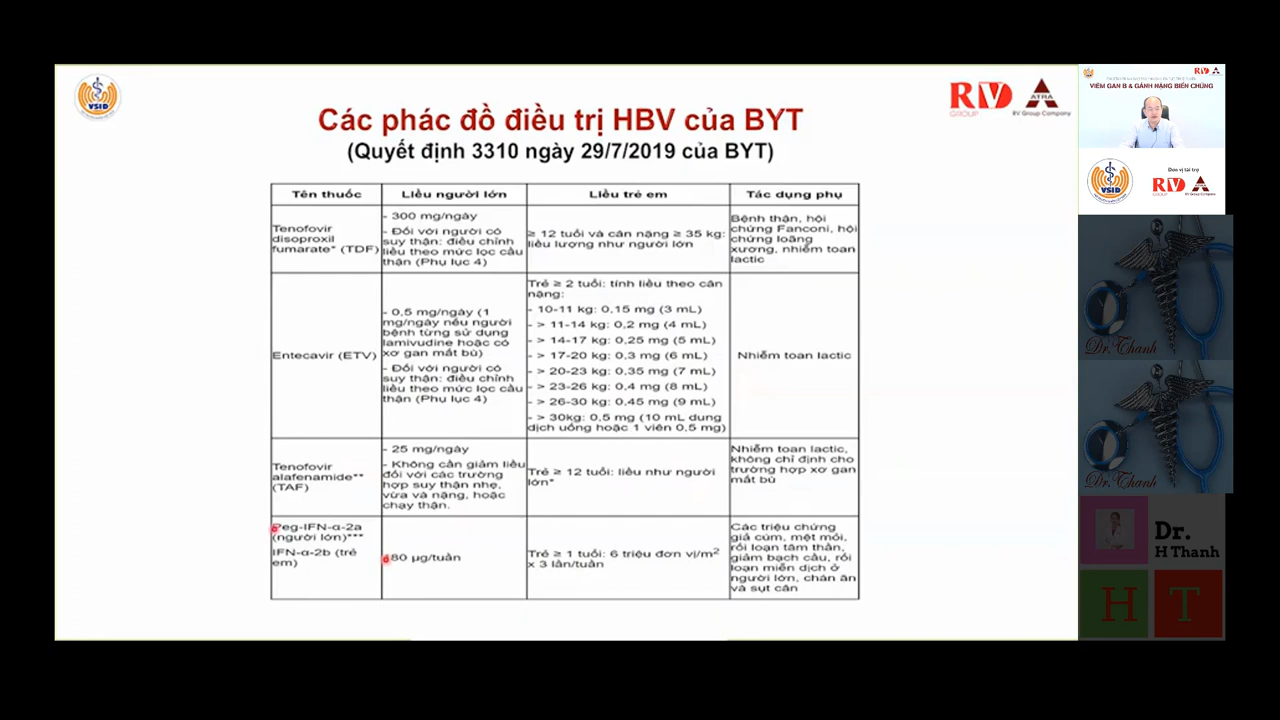 VSID
RV GROUP
ATRA
RV Group Company
Các phác đồ điều trị HBV của BYT
(Quyết định 3310 ngày 29/7/2019 của BYT)
Tên thuốc
Liều người lớn
Liều trẻ em
Tác dụng phụ
Tenofovir
disoproxil
fumarate* (TDF)
- 300 mg/ngày
- Đối với người có
suy thận: điều chỉnh
liều theo mức lọc cầu
thận (Phụ lục 4)
≥ 12 tuổi và cân nặng ≥ 35 kg:
liều lượng như người lớn
Bệnh thận, hội
chứng Fanconi, hội
chứng loãng
xương, nhiễm toan
lactic
Entecavir (ETV)
- 0,5 mg/ngày (1
mg/ngày nếu người
bệnh từng sử dụng
lamivudine hoặc có
xơ gan mất bù)
- Đối với người có
suy thận: điều chỉnh
liều theo mức lọc cầu
thận (Phụ lục 4)
Trẻ ≥ 2 tuổi: tính liều theo cân
nặng:
- 10-11 kg: 0,15 mg (3 mL)
- > 11-14 kg: 0,2 mg (4 mL)
- > 14-17 kg: 0,25 mg (5 mL)
- > 17-20 kg: 0,3 mg (6 mL)
- > 20-23 kg: 0,35 mg (7 mL)
- > 23-26 kg: 0,4 mg (8 mL)
- > 26-30 kg: 0,45 mg (9 mL)
- > 30kg: 0,5 mg (10 mL dung
dịch uống hoặc 1 viên 0,5 mg)
Nhiễm toan lactic
Tenofovir
alafenamide**
(TAF)
- 25 mg/ngày
- Không cần giảm liều
đối với các trường
hợp suy thận nhẹ,
vừa và nặng, hoặc
chạy thận.
Trẻ ≥ 12 tuổi: liều như người
lớn*
Nhiễm toan lactic,
không chỉ định cho
trường hợp xơ gan
mất bù
Peg-IFN-α-2a
(người lớn)***
IFN-α-2b (trẻ
em)
180 µg/tuần
Trẻ ≥ 1 tuổi: 6 triệu đơn vị/m²
x 3 lần/tuần
Các triệu chứng
giả cúm, mệt mỏi,
rối loạn tâm thần,
giảm bạch cầu, rối
loạn miễn dịch ở
người lớn, chán ăn
và sụt cân
VIÊM GAN B & GÁNH NẶNG BIẾN CHỨNG
VSID
Đơn vị tài trợ
RV
Dr.Thanh
Dr.Thanh
Dr.
H Thanh
H T